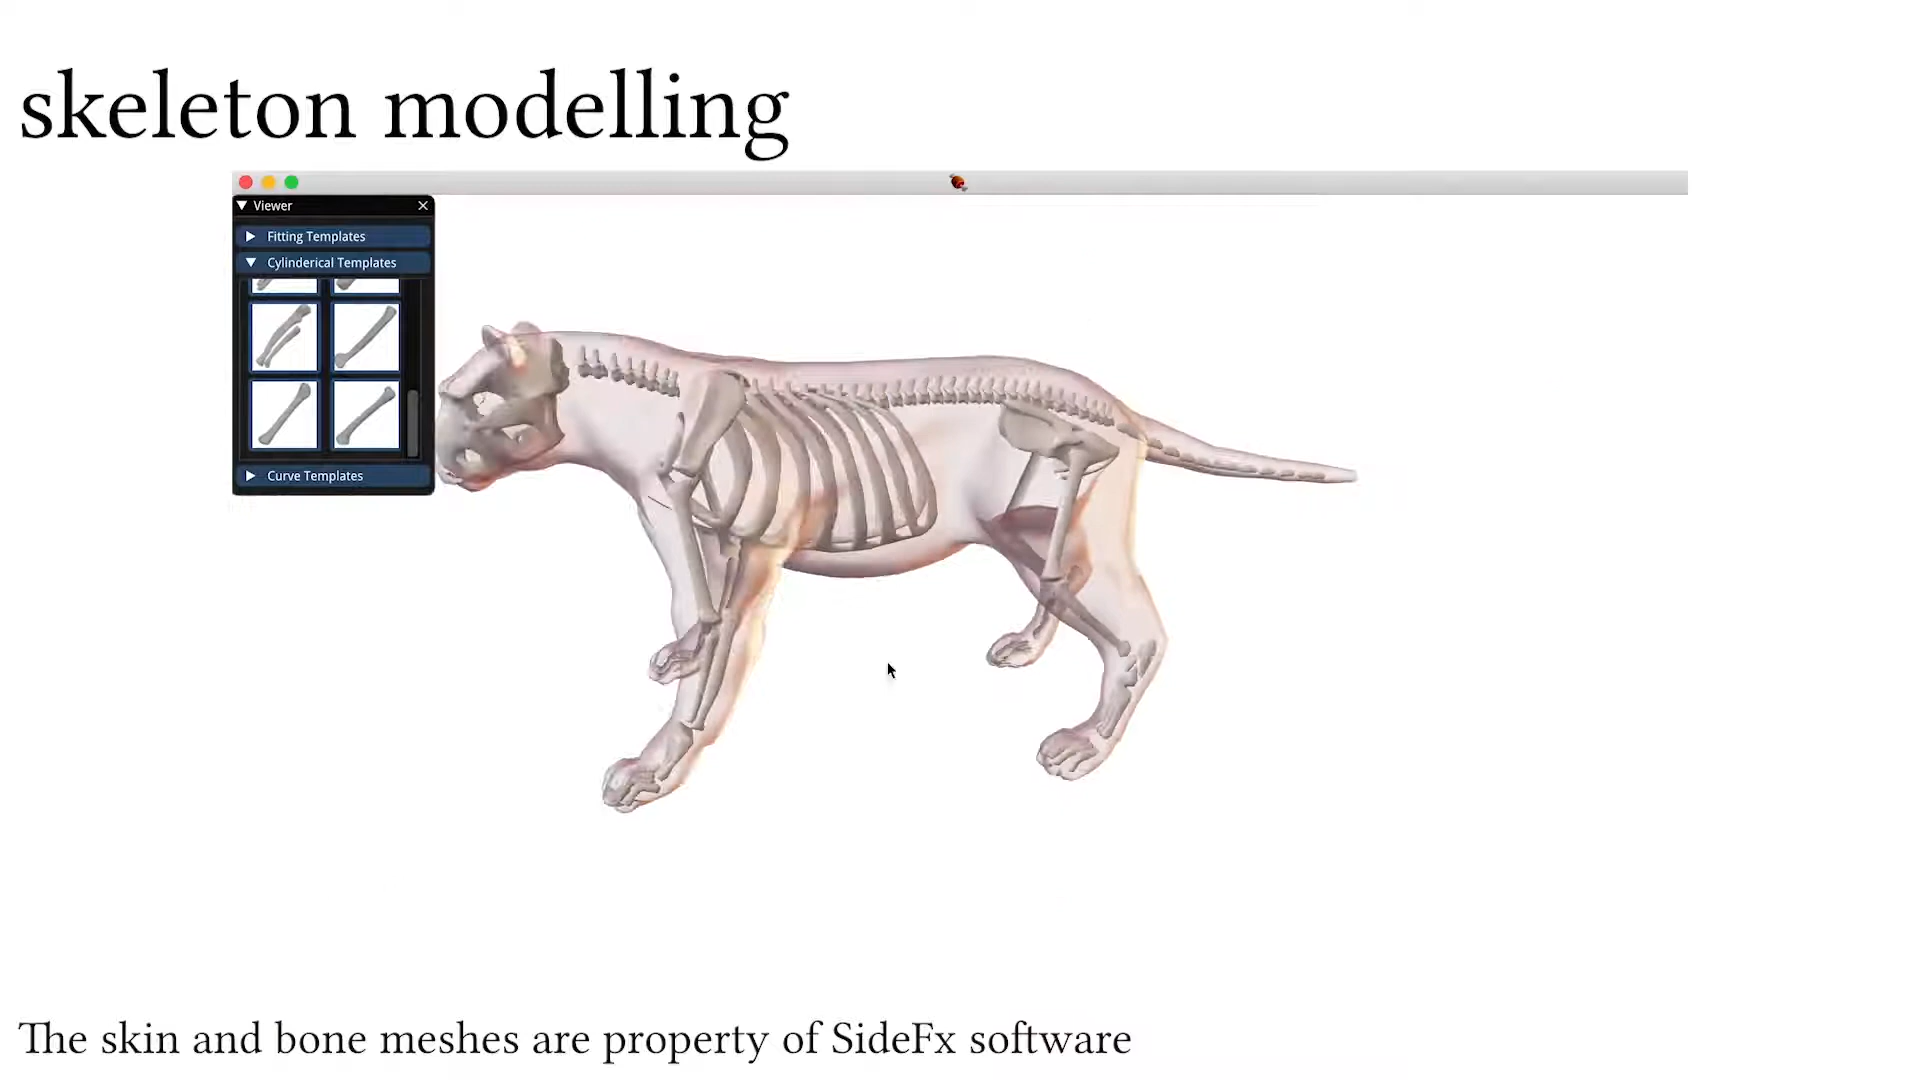 skeleton modelling
Viewer
Fitting Templates
Cylinderical Templates
Curve Templates
The skin and bone meshes are property of SideFx software